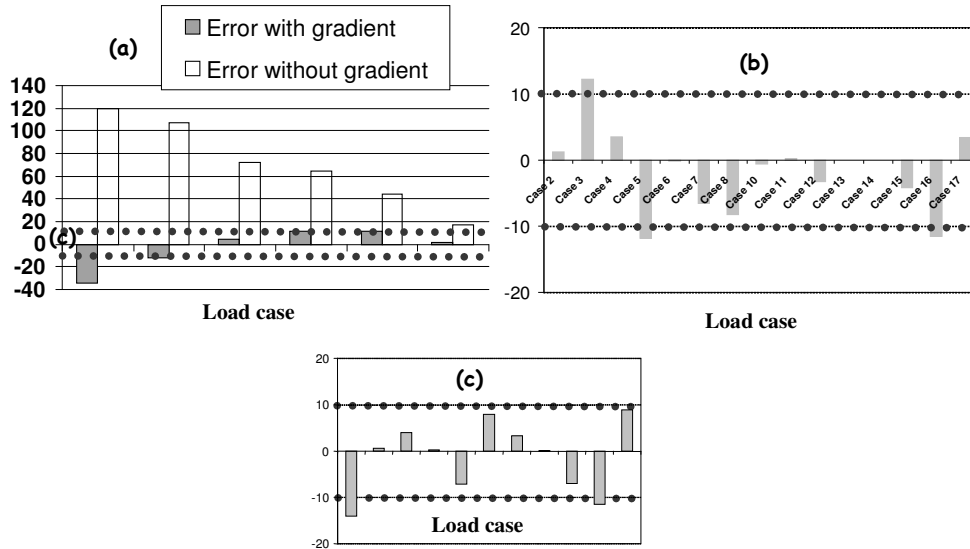 (a)
Error with gradient
Error without gradient
140
120
100
80
60
40
20
(c)
0
-20
-40
Load case
20
(b)
10
0
Case 2
Case 3
Case 4
Case 5
Case 6
Case 7
Case 8
Case 10
Case 11
Case 12
Case 13
Case 14
Case 15
Case 16
Case 17
-10
-20
Load case
20
(c)
10
0
-10
Load case
-20